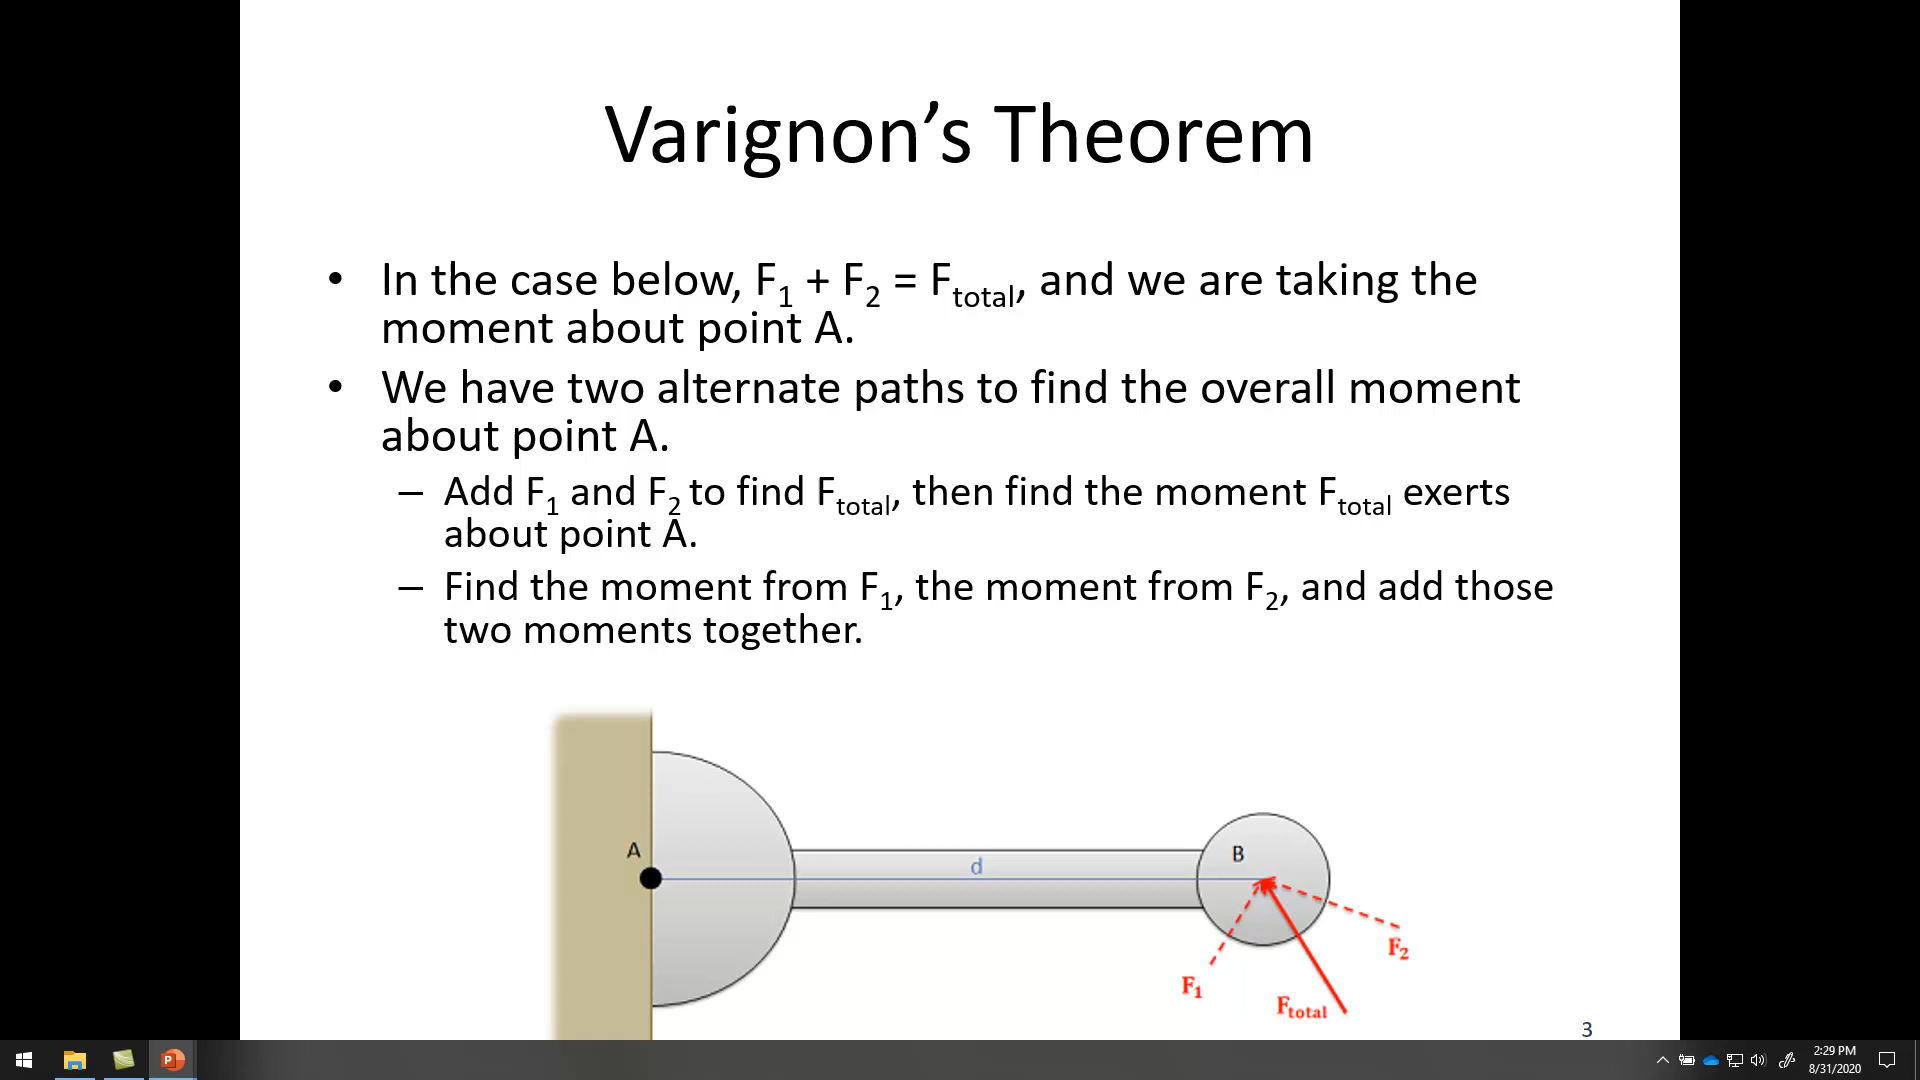 Varignon’s Theorem
• In the case below, F1 + F2 = Ftotal, and we are taking the
moment about point A.
• We have two alternate paths to find the overall moment
about point A.
– Add F1 and F2 to find Ftotal, then find the moment Ftotal exerts
about point A.
– Find the moment from F1, the moment from F2, and add those
two moments together.
A
d
B
F2
F1
Ftotal
3
2:29 PM
8/31/2020